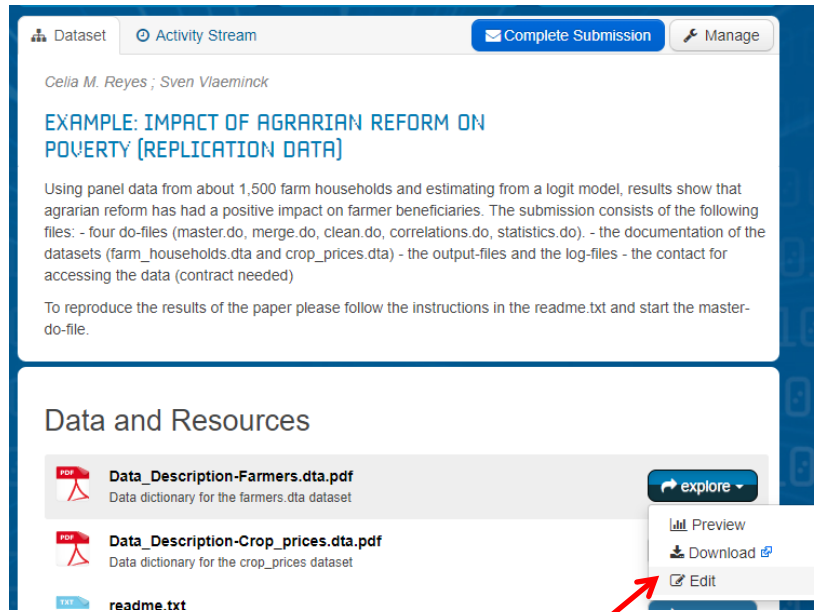 Dataset Activity Stream Complete Submission Manage
Celia M. Reyes ; Sven Vlaeminck
EXAMPLE: IMPACT OF AGRARIAN REFORM ON
POVERTY (REPLICATION DATA)
Using panel data from about 1,500 farm households and estimating from a logit model, results show that
agrarian reform has had a positive impact on farmer beneficiaries. The submission consists of the following
files: - four do-files (master.do, merge.do, clean.do, correlations.do, statistics.do). - the documentation of the
datasets (farm_households.dta and crop_prices.dta) - the output-files and the log-files - the contact for
accessing the data (contract needed)
To reproduce the results of the paper please follow the instructions in the readme.txt and start the master-
do-file.
Data and Resources
PDF
Data_Description-Farmers.dta.pdf
Data dictionary for the farmers.dta dataset
explore
Preview
Download
Edit
PDF
Data_Description-Crop_prices.dta.pdf
Data dictionary for the crop_prices dataset
TXT
readme.txt